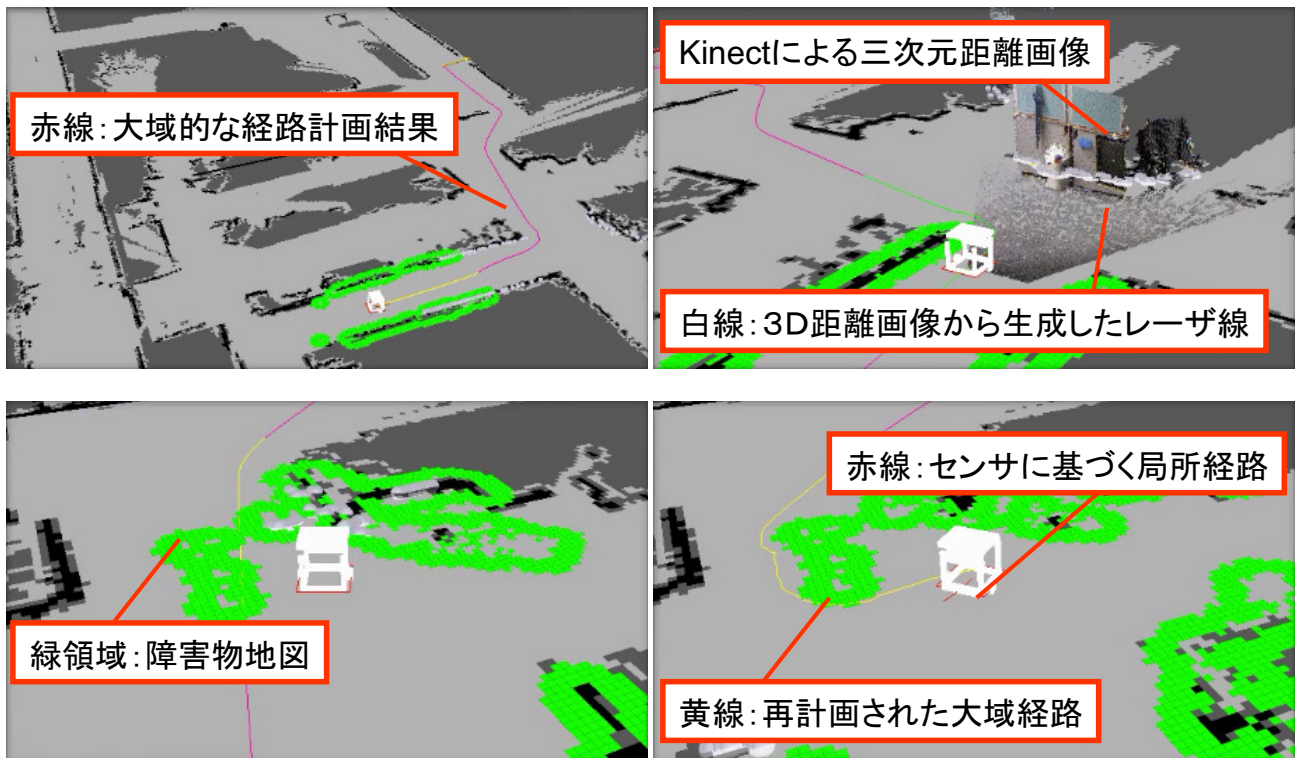 赤線：大域的な経路計画結果
Kinectによる三次元距離画像
白線：３D距離画像から生成したレーザ線
赤線：センサに基づく局所経路
緑領域：障害物地図
黄線：再計画された大域経路